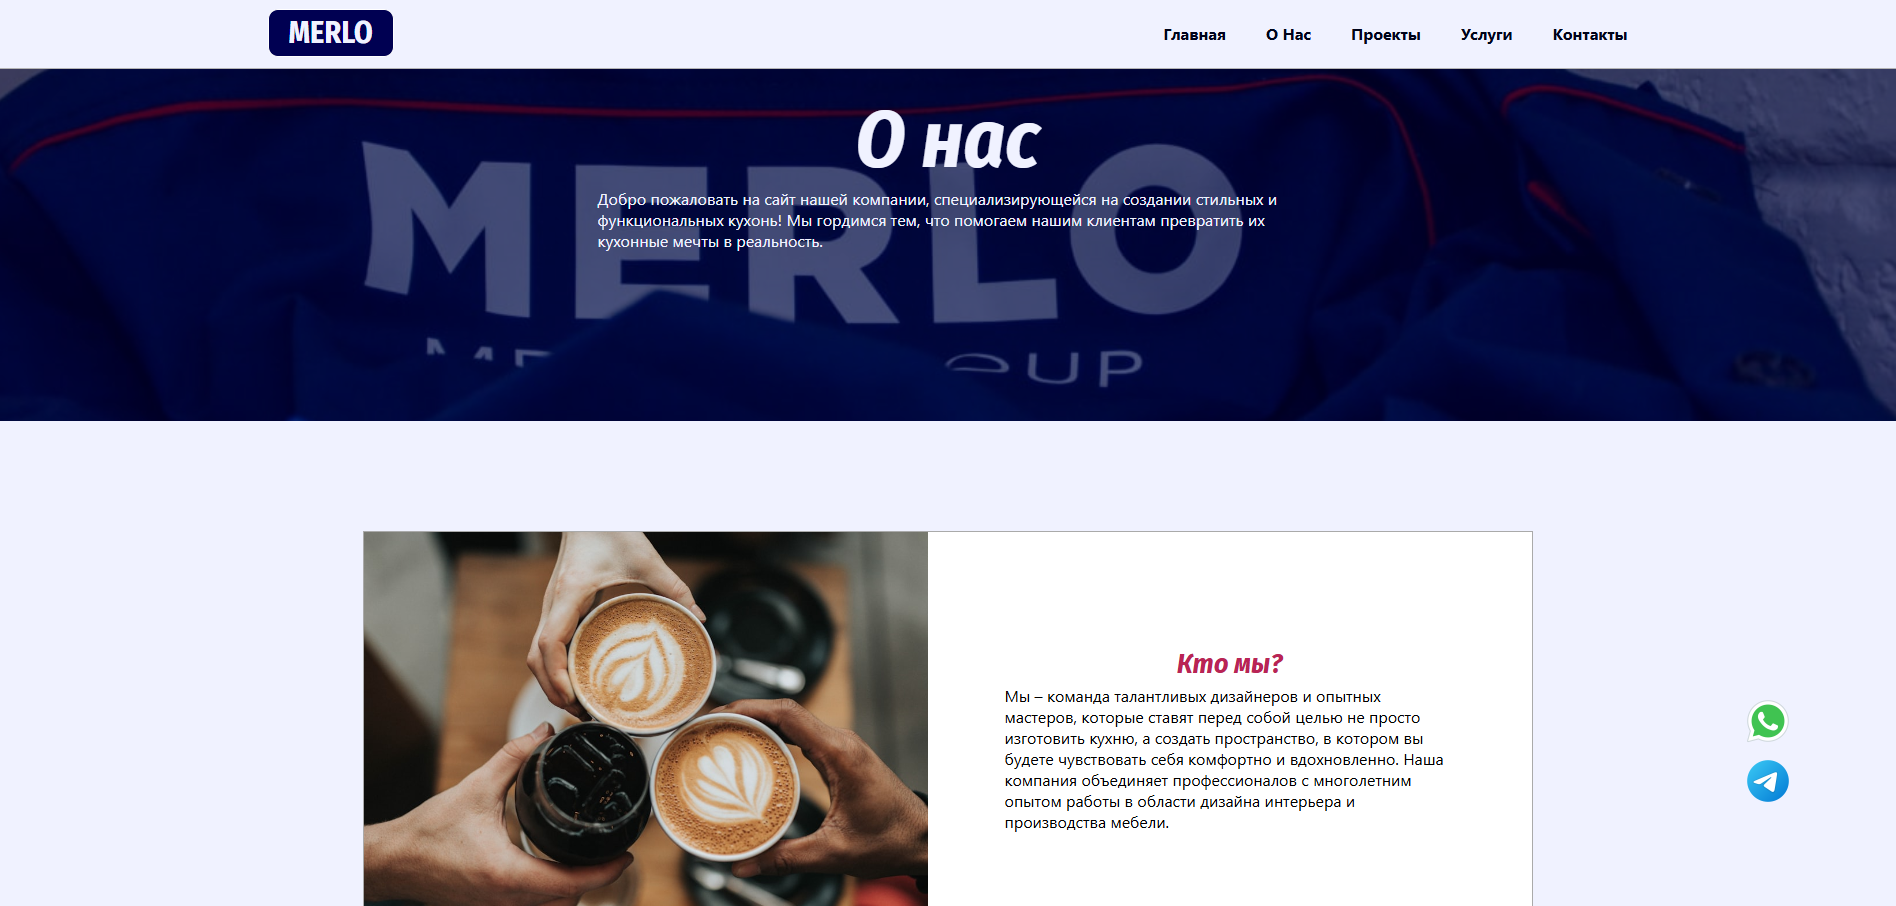 MERLO
Главная О Нас Проекты Услуги Контакты
О нас
MERLO
Добро пожаловать на сайт нашей компании, специализирующейся на создании стильных и
функциональных кухонь! Мы гордимся тем, что помогаем нашим клиентам превратить их
кухонные мечты в реальность.
Кто мы?
Мы – команда талантливых дизайнеров и опытных
мастеров, которые ставят перед собой целью не просто
изготовить кухню, а создать пространство, в котором вы
будете чувствовать себя комфортно и вдохновленно. Наша
компания объединяет профессионалов с многолетним
опытом работы в области дизайна интерьера и
производства мебели.